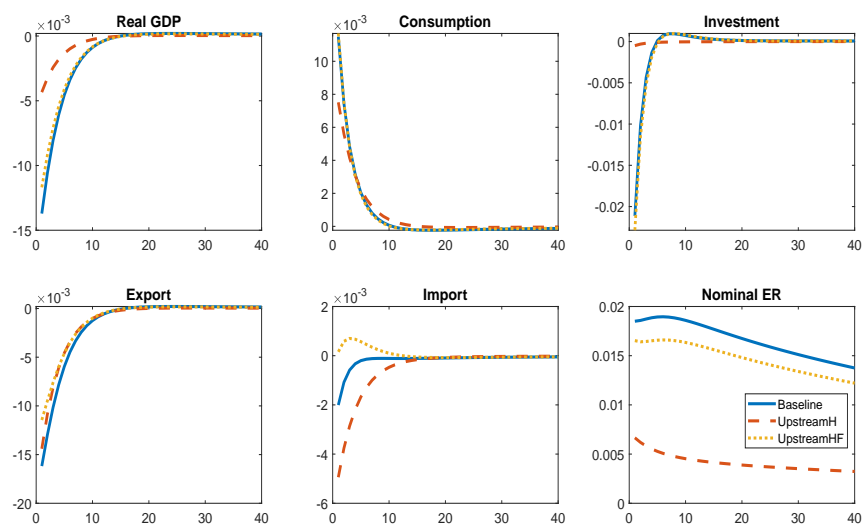 Real GDP
×10⁻³
0
-5
-10
-15
0 10 20 30 40
Consumption
×10⁻³
10
8
6
4
2
0
0 10 20 30 40
Investment
0
-0.005
-0.01
-0.015
-0.02
0 10 20 30 40
Export
×10⁻³
0
-5
-10
-15
-20
0 10 20 30 40
Import
×10⁻³
2
0
-2
-4
-6
0 10 20 30 40
Nominal ER
0.02
0.015
0.01
0.005
0
0 10 20 30 40
Baseline
UpstreamH
UpstreamHF